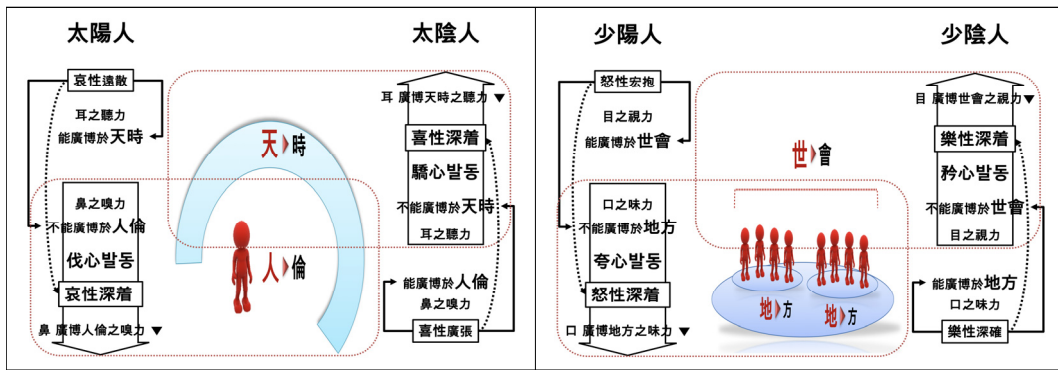 太陽人
哀性遠散
耳之聽力
能廣博於天時
鼻之嗅力
不能廣博於人倫
伐心발동
哀性深着
鼻 廣博人倫之嗅力 ▼
天▶時
人▶倫
太陰人
耳 廣博天時之聽力 ▼
喜性深着
驕心발동
不能廣博於天時
耳之聽力
能廣博於人倫
鼻之嗅力
喜性廣張
少陽人
怒性宏抱
目之視力
能廣博於世會
口之味力
不能廣博於地方
夸心발동
怒性深着
口 廣博地方之味力 ▼
世▶會
地▶方
地▶方
少陰人
目 廣博世會之視力▼
樂性深着
矜心발동
不能廣博於世會
目之視力
能廣博於地方
口之味力
樂性深確